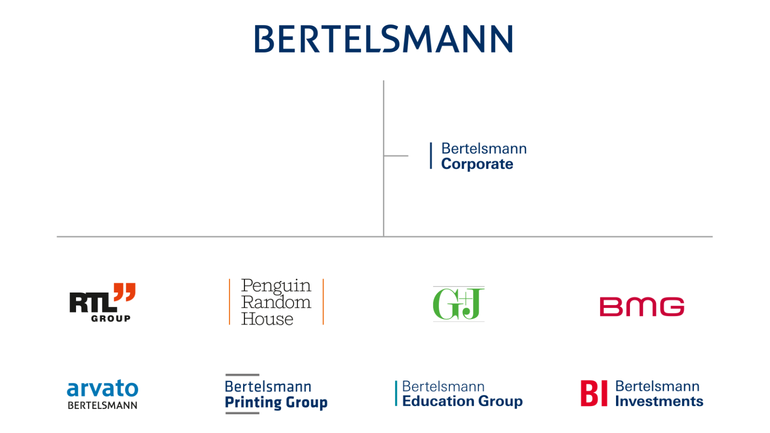 BERTELSMANN
Bertelsmann
Corporate
RTL
GROUP
Penguin
Random
House
G+J
BMG
arvato
BERTELSMANN
Bertelsmann
Printing Group
Bertelsmann
Education Group
BI
Bertelsmann
Investments